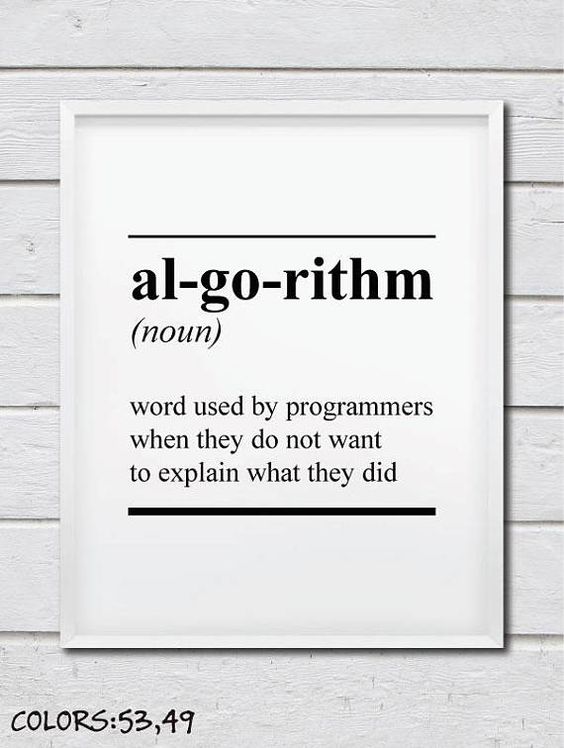 al-go-rithm
(noun)
word used by programmers
when they do not want
to explain what they did
COLORS:53,49